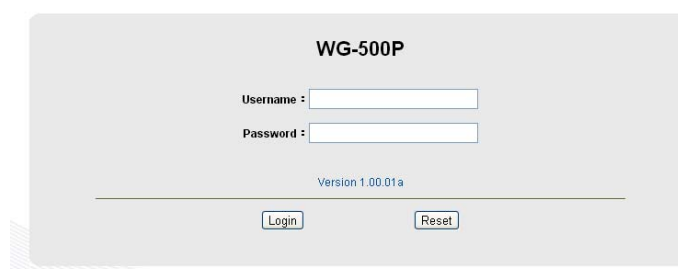 WG-500P
Username :
Password :
Version 1.00.01a
Login Reset